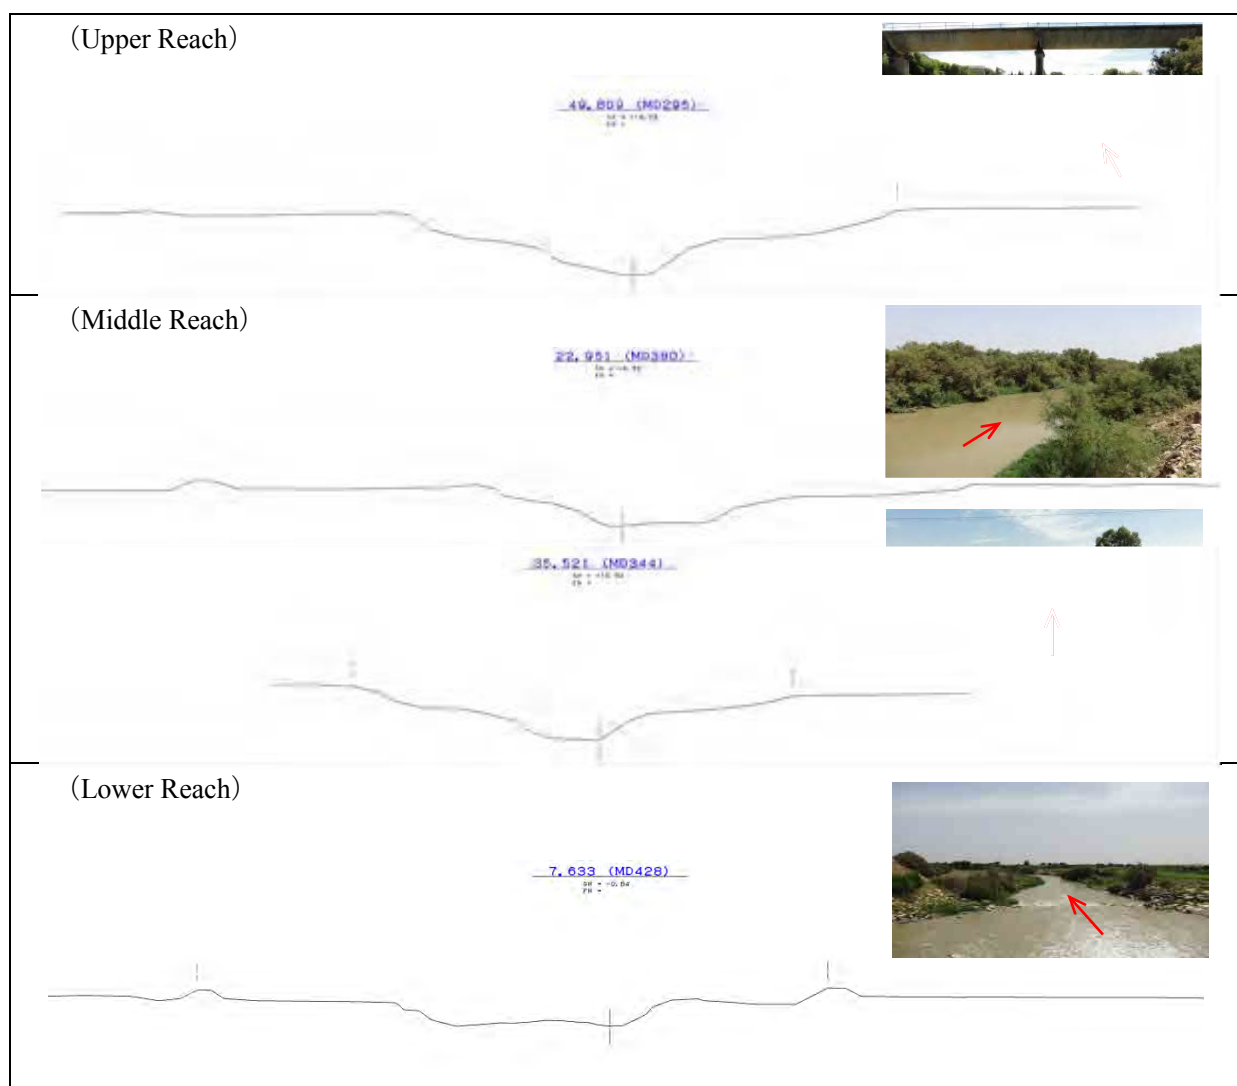 (Upper Reach)
49.809 (MD295)
(Middle Reach)
22.951 (MD380)
35.521 (MD344)
(Lower Reach)
7.633 (MD428)